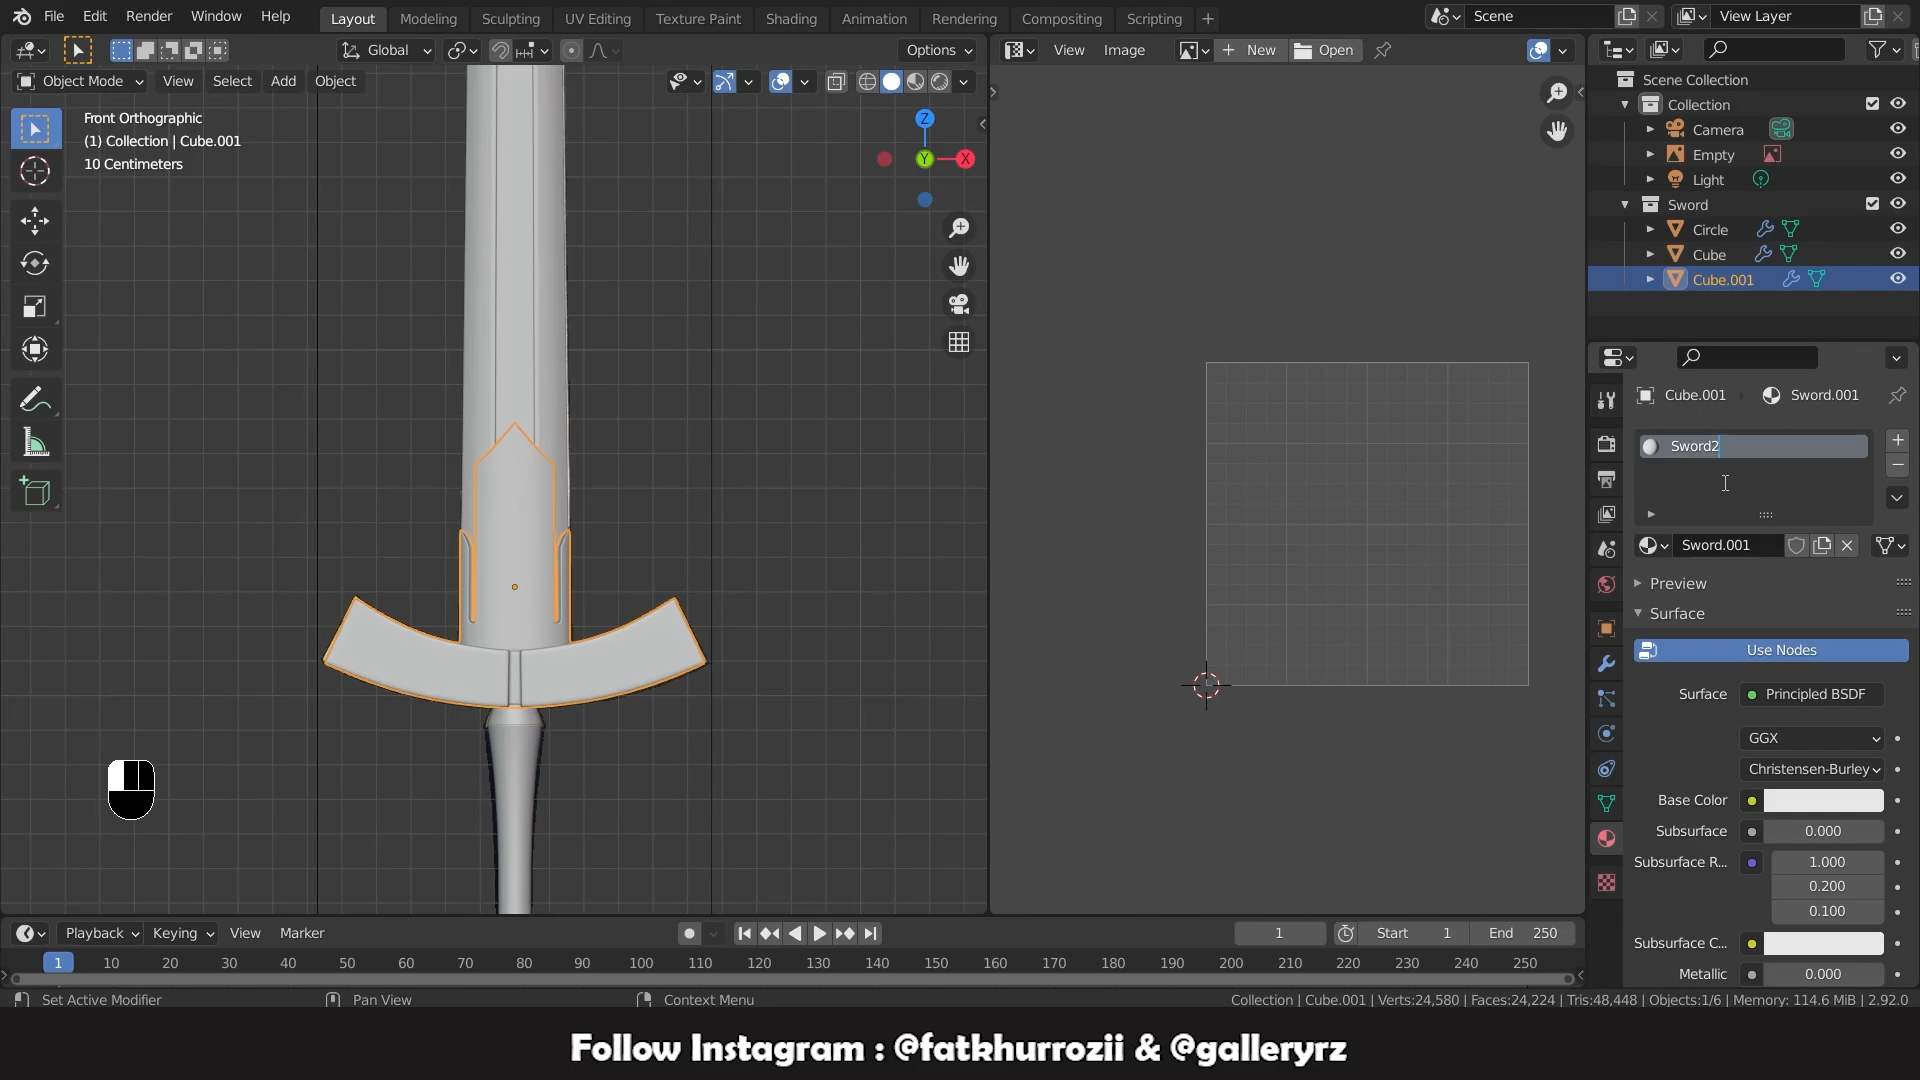 File Edit Render Window Help Layout Modeling Sculpting UV Editing Texture Paint Shading Animation Rendering Compositing Scripting + Scene View Layer
Global Options View Image New Open
Object Mode View Select Add Object
Front Orthographic
(1) Collection | Cube.001
10 Centimeters
Z
Y X
Scene Collection
Collection
Camera
Empty
Light
Sword
Circle
Cube
Cube.001
Cube.001 Sword.001
Sword2
Sword.001
Preview
Surface
Use Nodes
Surface Principled BSDF
GGX
Christensen-Burley
Base Color
Subsurface 0.000
Subsurface R... 1.000
0.200
0.100
Subsurface C...
Metallic 0.000
Playback Keying View Marker 1 Start 1 End 250
1 10 20 30 40 50 60 70 80 90 100 110 120 130 140 150 160 170 180 190 200 210 220 230 240 250
Set Active Modifier Pan View Context Menu Collection | Cube.001 | Verts:24,580 | Faces:24,224 | Tris:48,448 | Objects:1/6 | Memory: 114.6 MiB | 2.92.0
Follow Instagram : @fatkhurrozii & @galleryrz